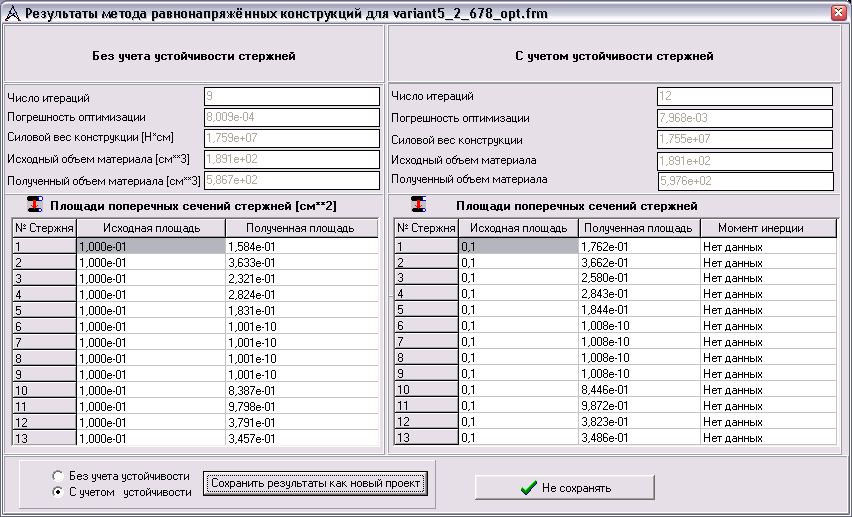 Результаты метода равнонапряжённых конструкций для variant5_2_678_opt.frm
Без учета устойчивости стержней
Число итераций 9
Погрешность оптимизации 8,009e-04
Силовой вес конструкции [Н*см] 1,759e+07
Исходный объем материала [см**3] 1,891e+02
Полученный объем материала [см**3] 5,867e+02
Площади поперечных сечений стержней [см**2]
№ Стержня Исходная площадь Полученная площадь
1 1,000e-01 1,584e-01
2 1,000e-01 3,633e-01
3 1,000e-01 2,321e-01
4 1,000e-01 2,824e-01
5 1,000e-01 1,831e-01
6 1,000e-01 1,001e-10
7 1,000e-01 1,001e-10
8 1,000e-01 1,001e-10
9 1,000e-01 1,001e-10
10 1,000e-01 8,387e-01
11 1,000e-01 9,798e-01
12 1,000e-01 3,791e-01
13 1,000e-01 3,457e-01
С учетом устойчивости стержней
Число итераций 12
Погрешность оптимизации 7,968e-03
Силовой вес конструкции 1,755e+07
Исходный объем материала 1,891e+02
Полученный объем материала 5,976e+02
Площади поперечных сечений стержней
№ Стержня Исходная площадь Полученная площадь Момент инерции
1 0,1 1,762e-01 Нет данных
2 0,1 3,662e-01 Нет данных
3 0,1 2,580e-01 Нет данных
4 0,1 2,843e-01 Нет данных
5 0,1 1,844e-01 Нет данных
6 0,1 1,008e-10 Нет данных
7 0,1 1,008e-10 Нет данных
8 0,1 1,008e-10 Нет данных
9 0,1 1,008e-10 Нет данных
10 0,1 8,446e-01 Нет данных
11 0,1 9,872e-01 Нет данных
12 0,1 3,823e-01 Нет данных
13 0,1 3,486e-01 Нет данных
Без учета устойчивости
С учетом устойчивости
Сохранить результаты как новый проект
Не сохранять